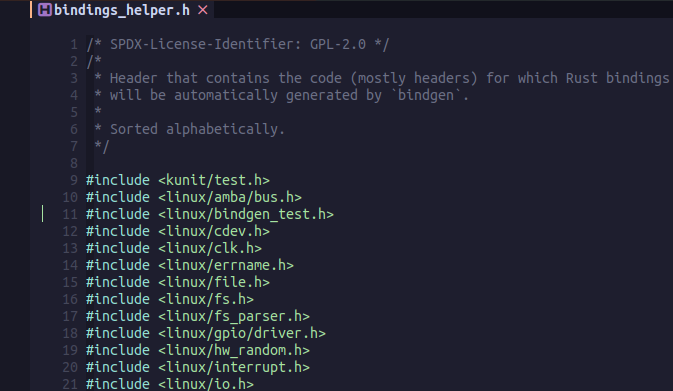 bindings_helper.h
1 /* SPDX-License-Identifier: GPL-2.0 */
2 /*
3  * Header that contains the code (mostly headers) for which Rust bindings
4  * will be automatically generated by `bindgen`.
5  *
6  * Sorted alphabetically.
7  */
8
9 #include <kunit/test.h>
10 #include <linux/amba/bus.h>
11 #include <linux/bindgen_test.h>
12 #include <linux/cdev.h>
13 #include <linux/clk.h>
14 #include <linux/errname.h>
15 #include <linux/file.h>
16 #include <linux/fs.h>
17 #include <linux/fs_parser.h>
18 #include <linux/gpio/driver.h>
19 #include <linux/hw_random.h>
20 #include <linux/interrupt.h>
21 #include <linux/io.h>